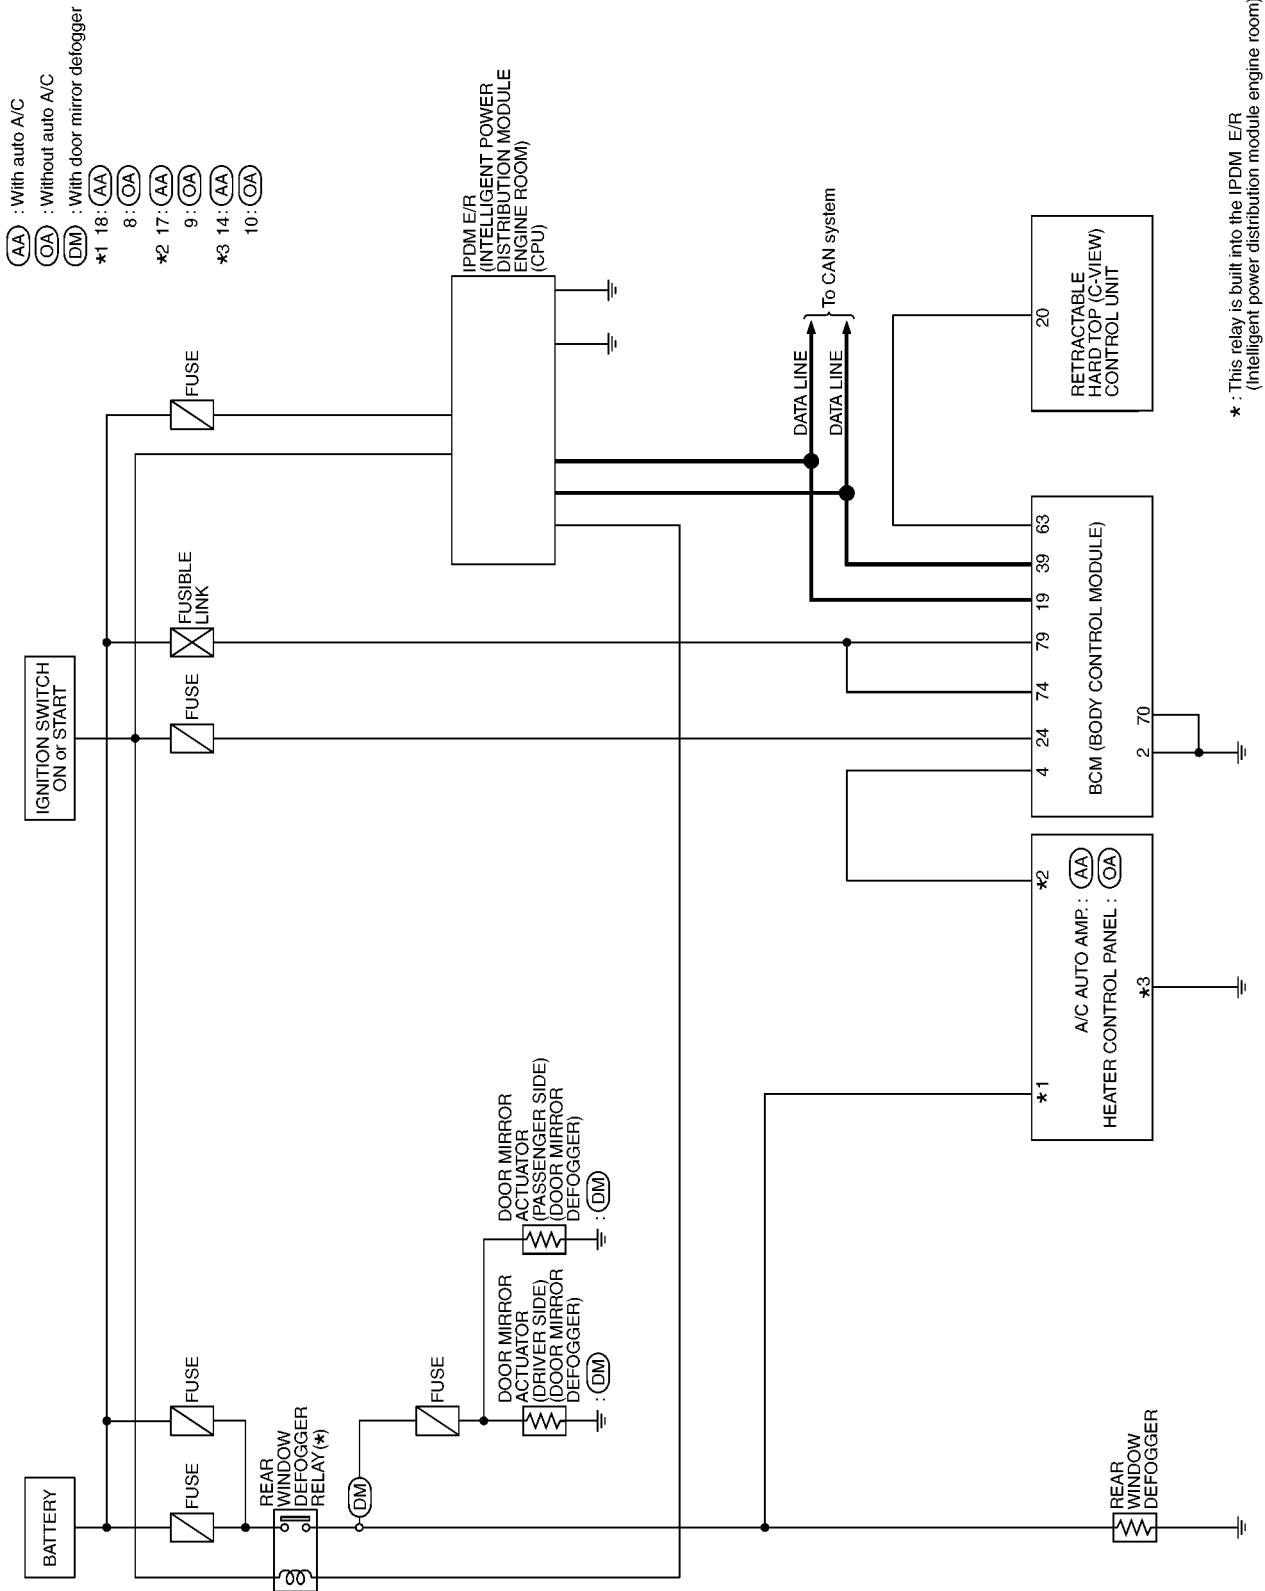 AA : With auto A/C
OA : Without auto A/C
DM : With door mirror defogger
*1 18: AA
8: OA
*2 17: AA
9: OA
*3 14: AA
10: OA
BATTERY
IGNITION SWITCH
ON or START
FUSE
FUSE
FUSE
FUSIBLE
LINK
FUSE
REAR
WINDOW
DEFOGGER
RELAY(*)
DM
FUSE
DOOR MIRROR
ACTUATOR
(DRIVER SIDE)
(DOOR MIRROR
DEFOGGER)
: DM
DOOR MIRROR
ACTUATOR
(PASSENGER SIDE)
(DOOR MIRROR
DEFOGGER)
: DM
IPDM E/R
(INTELLIGENT POWER
DISTRIBUTION MODULE
ENGINE ROOM)
(CPU)
DATA LINE
DATA LINE
To CAN system
REAR
WINDOW
DEFOGGER
*1
*2
A/C AUTO AMP. : AA
HEATER CONTROL PANEL : OA
*3
4
24
74
79
19
39
63
BCM (BODY CONTROL MODULE)
2
70
20
RETRACTABLE
HARD TOP (C-VIEW)
CONTROL UNIT
* : This relay is built into the IPDM E/R
(Intelligent power distribution module engine room)